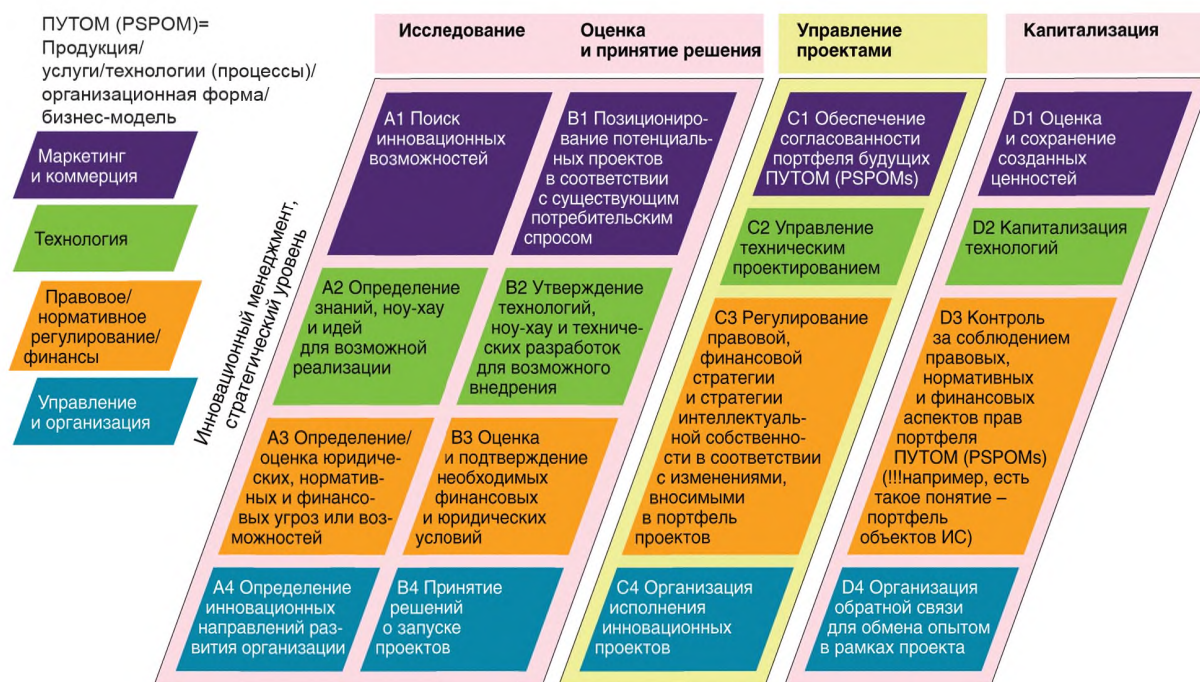 ПУТОМ (PSPOM)=
Продукция/
услуги/технологии (процессы)/
организационная форма/
бизнес-модель
Маркетинг
и коммерция
Технология
Правовое/
нормативное
регулирование/
финансы
Управление
и организация
Инновационный менеджмент,
стратегический уровень
Исследование
Оценка
и принятие решения
Управление
проектами
Капитализация
A1 Поиск
инновационных
возможностей
B1 Позициониро-
вание потенциаль-
ных проектов
в соответствии
с существующим
потребительским
спросом
C1 Обеспечение
согласованности
портфеля будущих
ПУТОМ (PSPOMs)
D1 Оценка
и сохранение
созданных
ценностей
A2 Определение
знаний, ноу-хау
и идей
для возможной
реализации
B2 Утверждение
технологий,
ноу-хау и техниче-
ских разработок
для возможного
внедрения
C2 Управление
техническим
проектированием
D2 Капитализация
технологий
A3 Определение/
оценка юридиче-
ских, норматив-
ных и финансо-
вых угроз или воз-
можностей
B3 Оценка
и подтверждение
необходимых
финансовых
и юридических
условий
C3 Регулирование
правовой,
финансовой
стратегии
и стратегии
интеллектуаль-
ной собственно-
сти в соответствии
с изменениями,
вносимыми
в портфель
проектов
D3 Контроль
за соблюдением
правовых,
нормативных
и финансовых
аспектов прав
портфеля
ПУТОМ (PSPOMs)
(!!!например, есть
такое понятие –
портфель
объектов ИС)
A4 Определение
инновационных
направлений раз-
вития организации
B4 Принятие
решений
о запуске
проектов
C4 Организация
исполнения
инновационных
проектов
D4 Организация
обратной связи
для обмена опытом
в рамках проекта